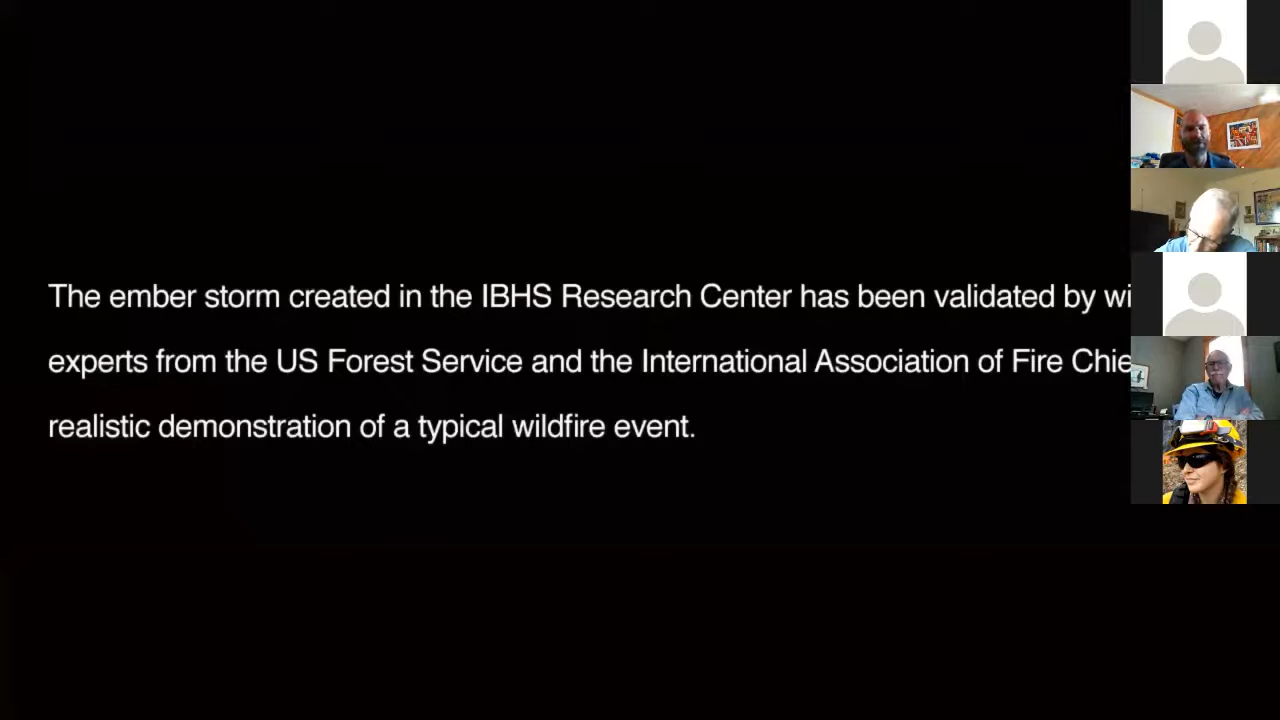 The ember storm created in the IBHS Research Center has been validated by
experts from the US Forest Service and the International Association of Fire
realistic demonstration of a typical wildfire event.